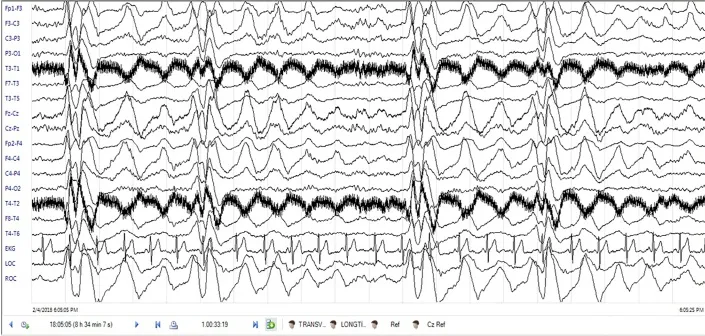 Fp1-F3
F3-C3
C3-P3
P3-O1
T3-T1
F7-T3
T3-T5
Fz-Cz
Cz-Pz
Fp2-F4
F4-C4
C4-P4
P4-O2
T4-T2
F8-T4
T4-T6
EKG
LOC
ROC
2/4/2018 6:05:05 PM 6:05:25 PM
18:05:05 (8 h 34 min 7 s) 1.00:33:19 TRANSV... LONGTI... Ref Cz Ref